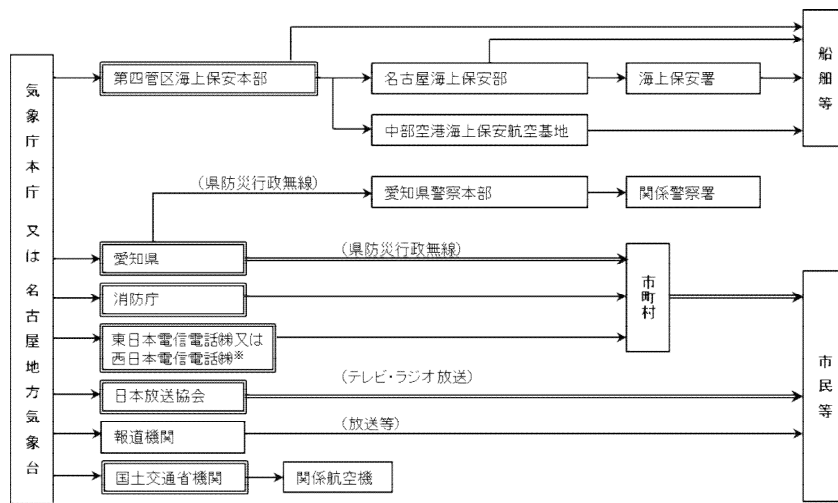 気象庁本庁 又は 名古屋地方気象台
第四管区海上保安本部
名古屋海上保安部
海上保安署
船舶等
中部空港海上保安航空基地
(県防災行政無線)
愛知県警察本部
関係警察署
愛知県
(県防災行政無線)
市町村
消防庁
東日本電信電話㈱又は
西日本電信電話㈱※
日本放送協会
(テレビ・ラジオ放送)
市民等
報道機関
(放送等)
国土交通省機関
関係航空機